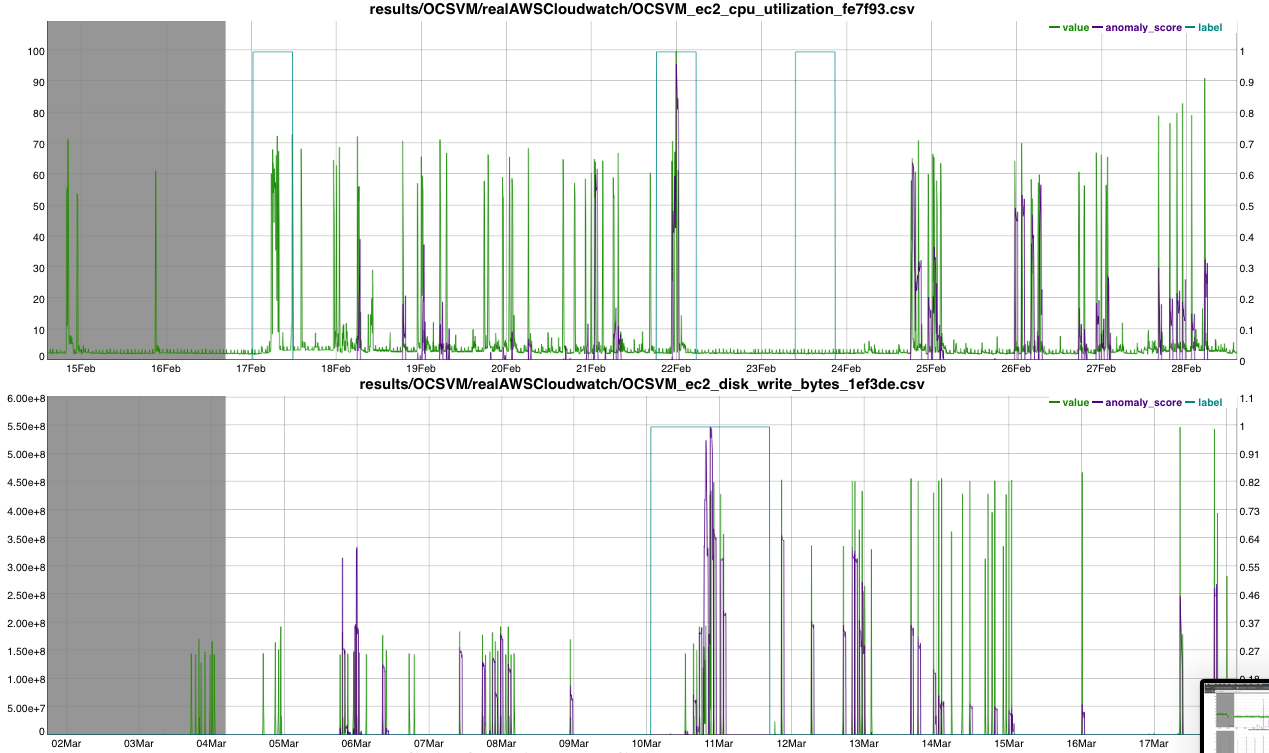 results/OCSVM/realAWSCloudwatch/OCSVM_ec2_cpu_utilization_fe7f93.csv
value anomaly_score label
100 1
90 0.9
80 0.8
70 0.7
60 0.6
50 0.5
40 0.4
30 0.3
20 0.2
10 0.1
0 0
15Feb 16Feb 17Feb 18Feb 19Feb 20Feb 21Feb 22Feb 23Feb 24Feb 25Feb 26Feb 27Feb 28Feb
results/OCSVM/realAWSCloudwatch/OCSVM_ec2_disk_write_bytes_1ef3de.csv
6.00e+8 1.1
value anomaly_score label
5.50e+8 1
5.00e+8 0.91
4.50e+8 0.82
4.00e+8 0.73
3.50e+8 0.64
3.00e+8 0.55
2.50e+8 0.46
2.00e+8 0.37
1.50e+8 0.27
1.00e+8 0.18
5.00e+7
0
02Mar 03Mar 04Mar 05Mar 06Mar 07Mar 08Mar 09Mar 10Mar 11Mar 12Mar 13Mar 14Mar 15Mar 16Mar 17Mar